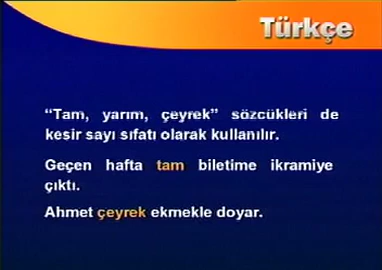 Türkçe
“Tam, yarım, çeyrek” sözcükleri de
kesir sayı sıfatı olarak kullanılır.
Geçen hafta tam biletime ikramiye
çıktı.
Ahmet çeyrek ekmekle doyar.